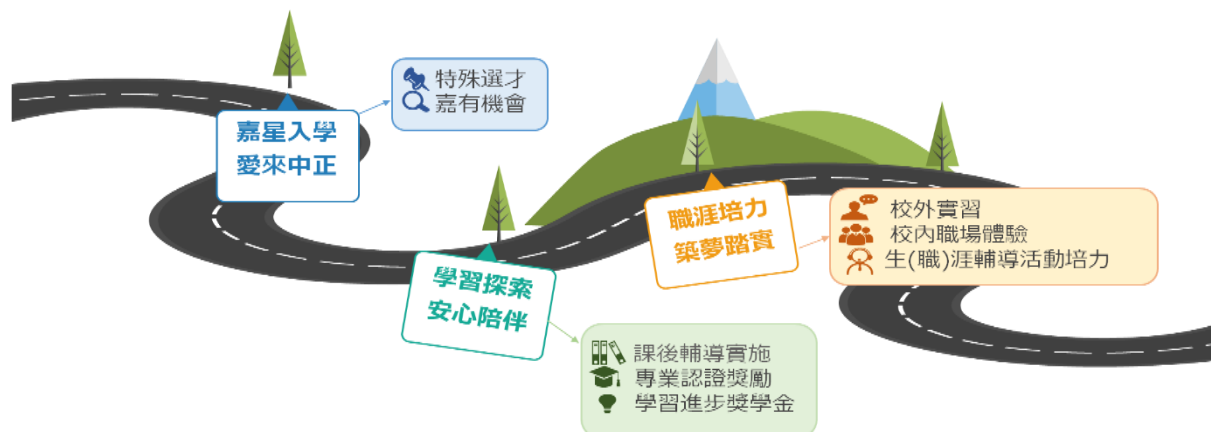 嘉星入學
愛來中正
特殊選才
嘉有機會
學習探索
安心陪伴
課後輔導實施
專業認證獎勵
學習進步獎學金
職涯培力
築夢踏實
校外實習
校內職場體驗
生(職)涯輔導活動培力